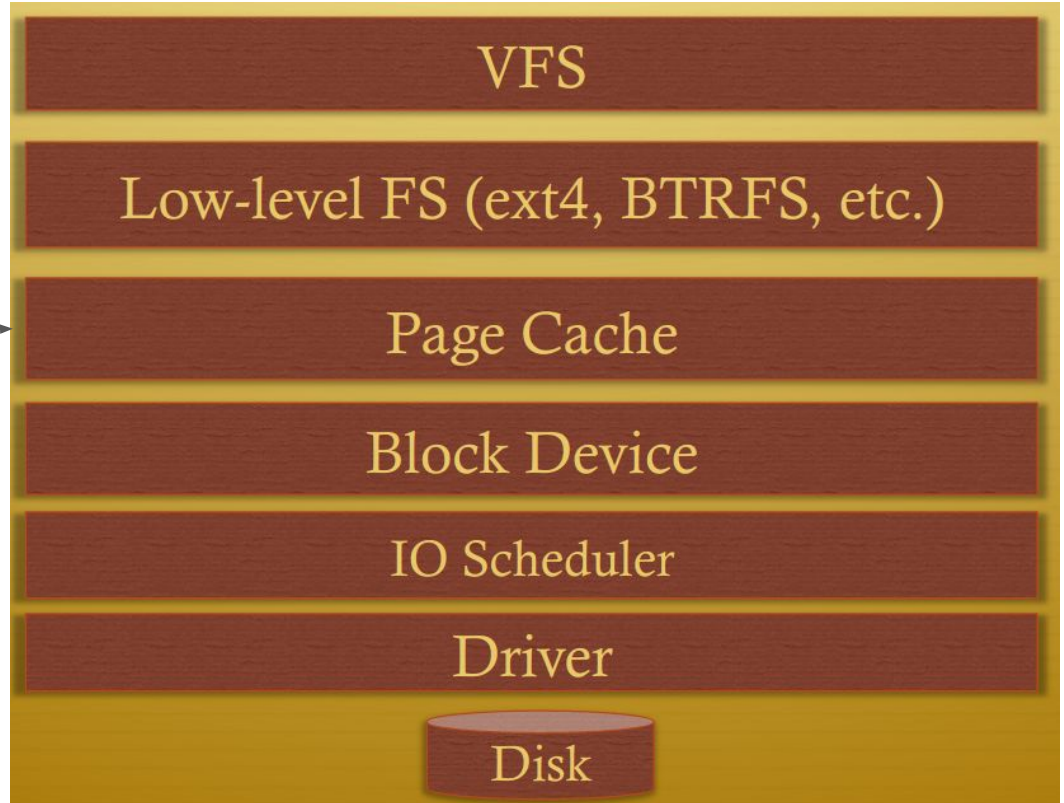 VFS
Low-level FS (ext4, BTRFS, etc.)
Page Cache
Block Device
IO Scheduler
Driver
Disk